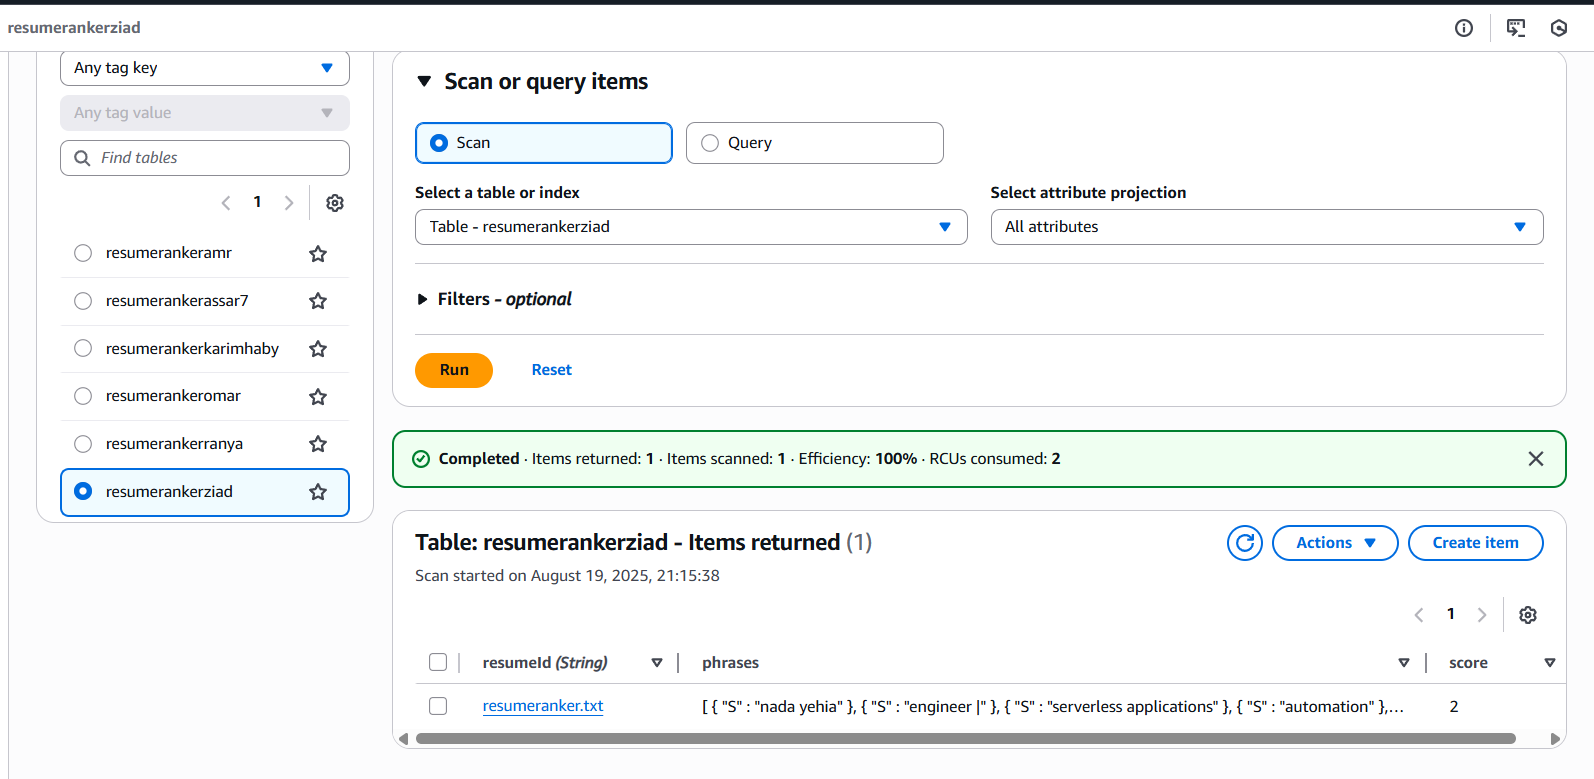 resumerankerziad
Any tag key
Any tag value
Find tables
1
resumerankeramr
resumerankerassar7
resumerankerkarimhaby
resumerankeromar
resumerankerranya
resumerankerziad
Scan or query items
Scan
Query
Select a table or index
Select attribute projection
Table - resumerankerziad
All attributes
Filters - optional
Run
Reset
Completed · Items returned: 1 · Items scanned: 1 · Efficiency: 100% · RCUs consumed: 2
Table: resumerankerziad - Items returned (1)
Actions
Create item
Scan started on August 19, 2025, 21:15:38
1
resumeId (String)
phrases
score
resumeranker.txt
[ { "S" : "nada yehia" }, { "S" : "engineer |" }, { "S" : "serverless applications" }, { "S" : "automation" },...
2